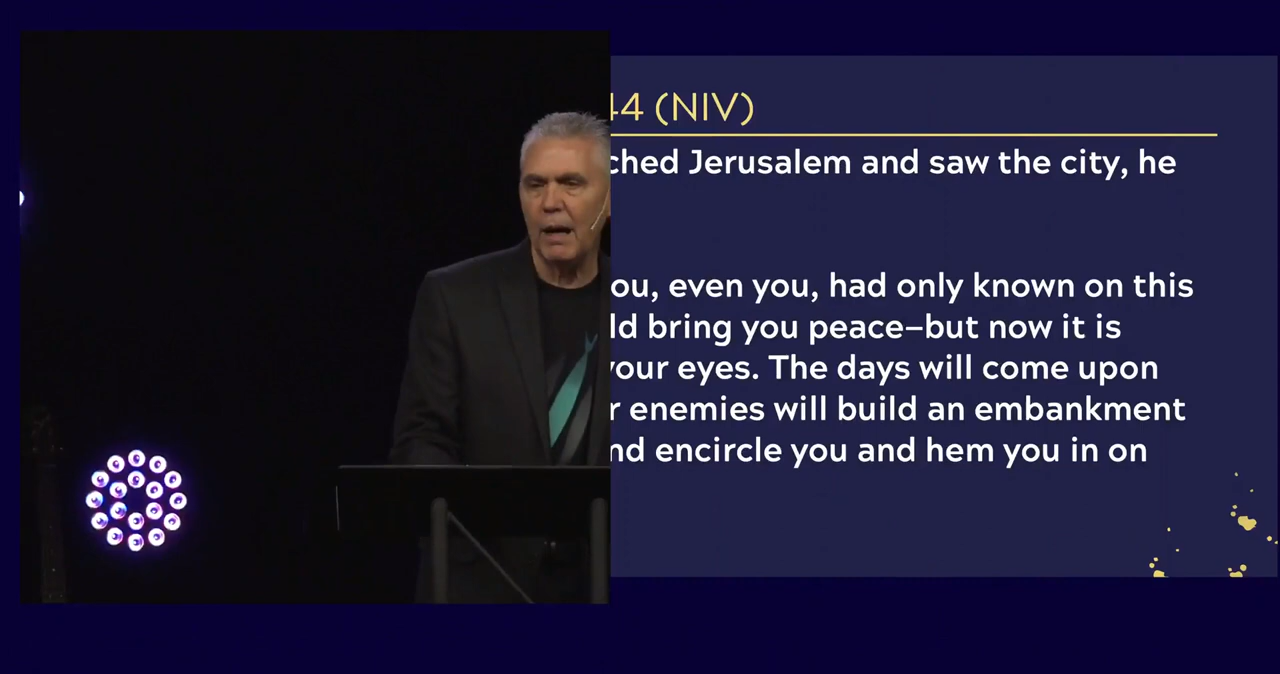 44 (NIV)
ched Jerusalem and saw the city, he
ou, even you, had only known on this
ld bring you peace—but now it is
your eyes. The days will come upon
r enemies will build an embankment
nd encircle you and hem you in on